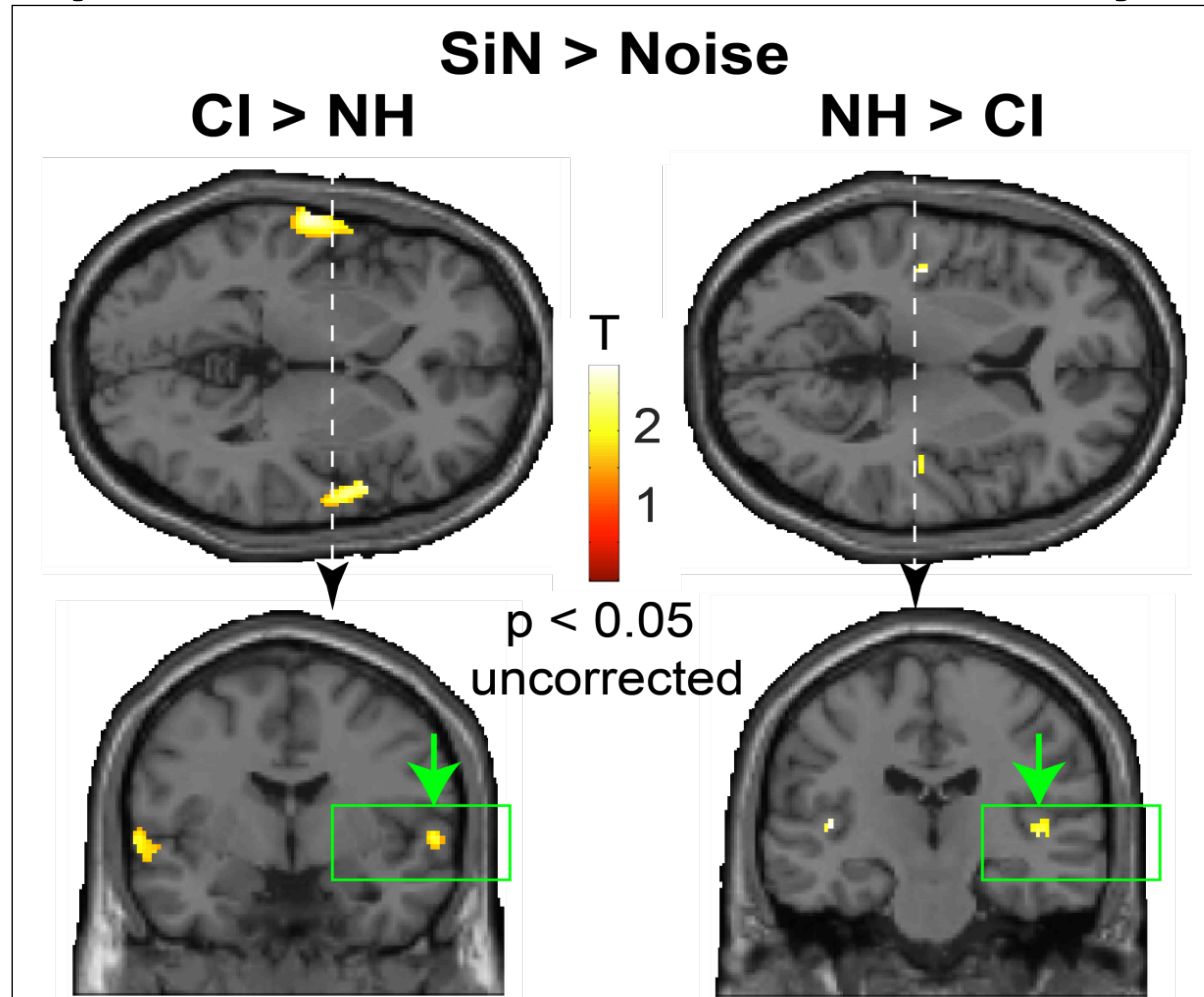 SiN > Noise
CI > NH
NH > CI
T
2
1
p < 0.05
uncorrected